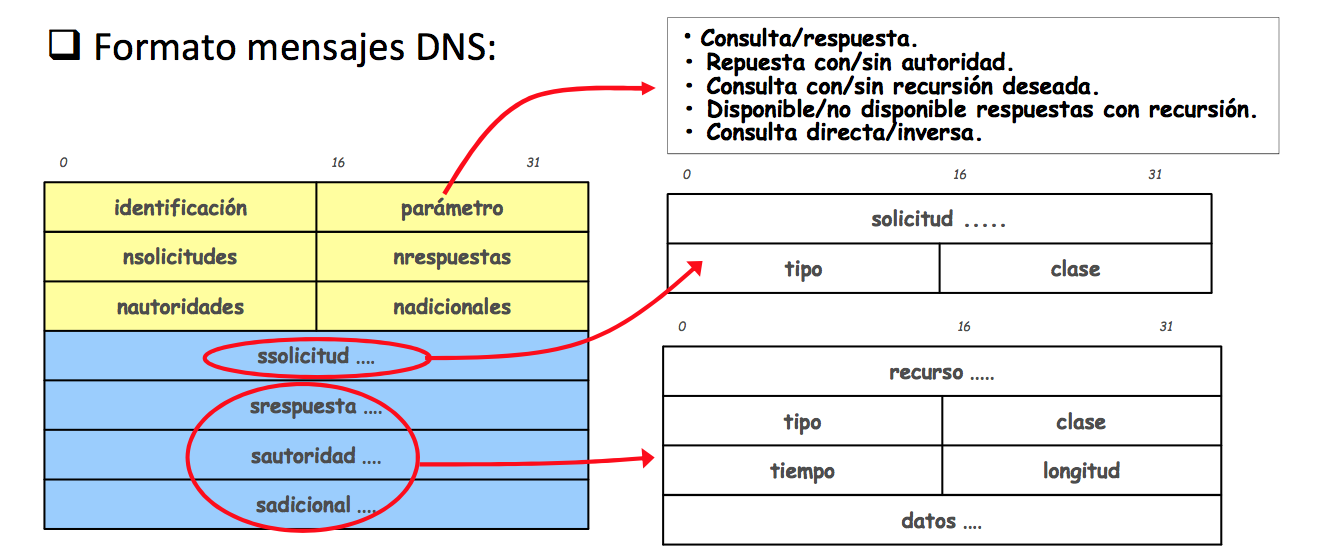 ❑ Formato mensajes DNS:
• Consulta/respuesta.
• Repuesta con/sin autoridad.
• Consulta con/sin recursión deseada.
• Disponible/no disponible respuestas con recursión.
• Consulta directa/inversa.
0 16 31
identificación parámetro
nsolicitudes nrespuestas
nautoridades nadicionales
ssolicitud ....
srespuesta ....
sautoridad ....
sadicional ....
0 16 31
solicitud .....
tipo clase
0 16 31
recurso .....
tipo clase
tiempo longitud
datos ....